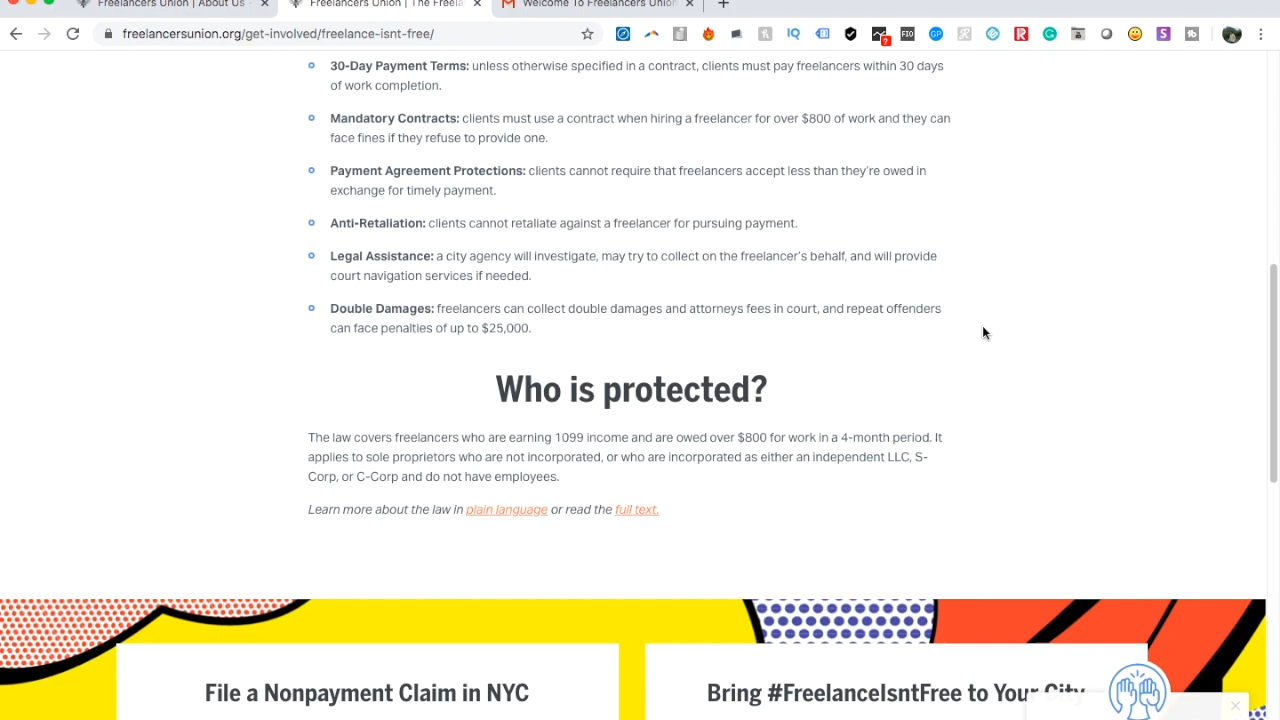 Freelancers Union | About Us
Freelancers Union | The Freela
Welcome To Freelancers Union
freelancersunion.org/get-involved/freelance-isnt-free/
30-Day Payment Terms: unless otherwise specified in a contract, clients must pay freelancers within 30 days
of work completion.
Mandatory Contracts: clients must use a contract when hiring a freelancer for over $800 of work and they can
face fines if they refuse to provide one.
Payment Agreement Protections: clients cannot require that freelancers accept less than they're owed in
exchange for timely payment.
Anti-Retaliation: clients cannot retaliate against a freelancer for pursuing payment.
Legal Assistance: a city agency will investigate, may try to collect on the freelancer's behalf, and will provide
court navigation services if needed.
Double Damages: freelancers can collect double damages and attorneys fees in court, and repeat offenders
can face penalties of up to $25,000.
Who is protected?
The law covers freelancers who are earning 1099 income and are owed over $800 for work in a 4-month period. It
applies to sole proprietors who are not incorporated, or who are incorporated as either an independent LLC, S-
Corp, or C-Corp and do not have employees.
Learn more about the law in plain language or read the full text.
File a Nonpayment Claim in NYC
Bring #FreelanceIsntFree to Your City